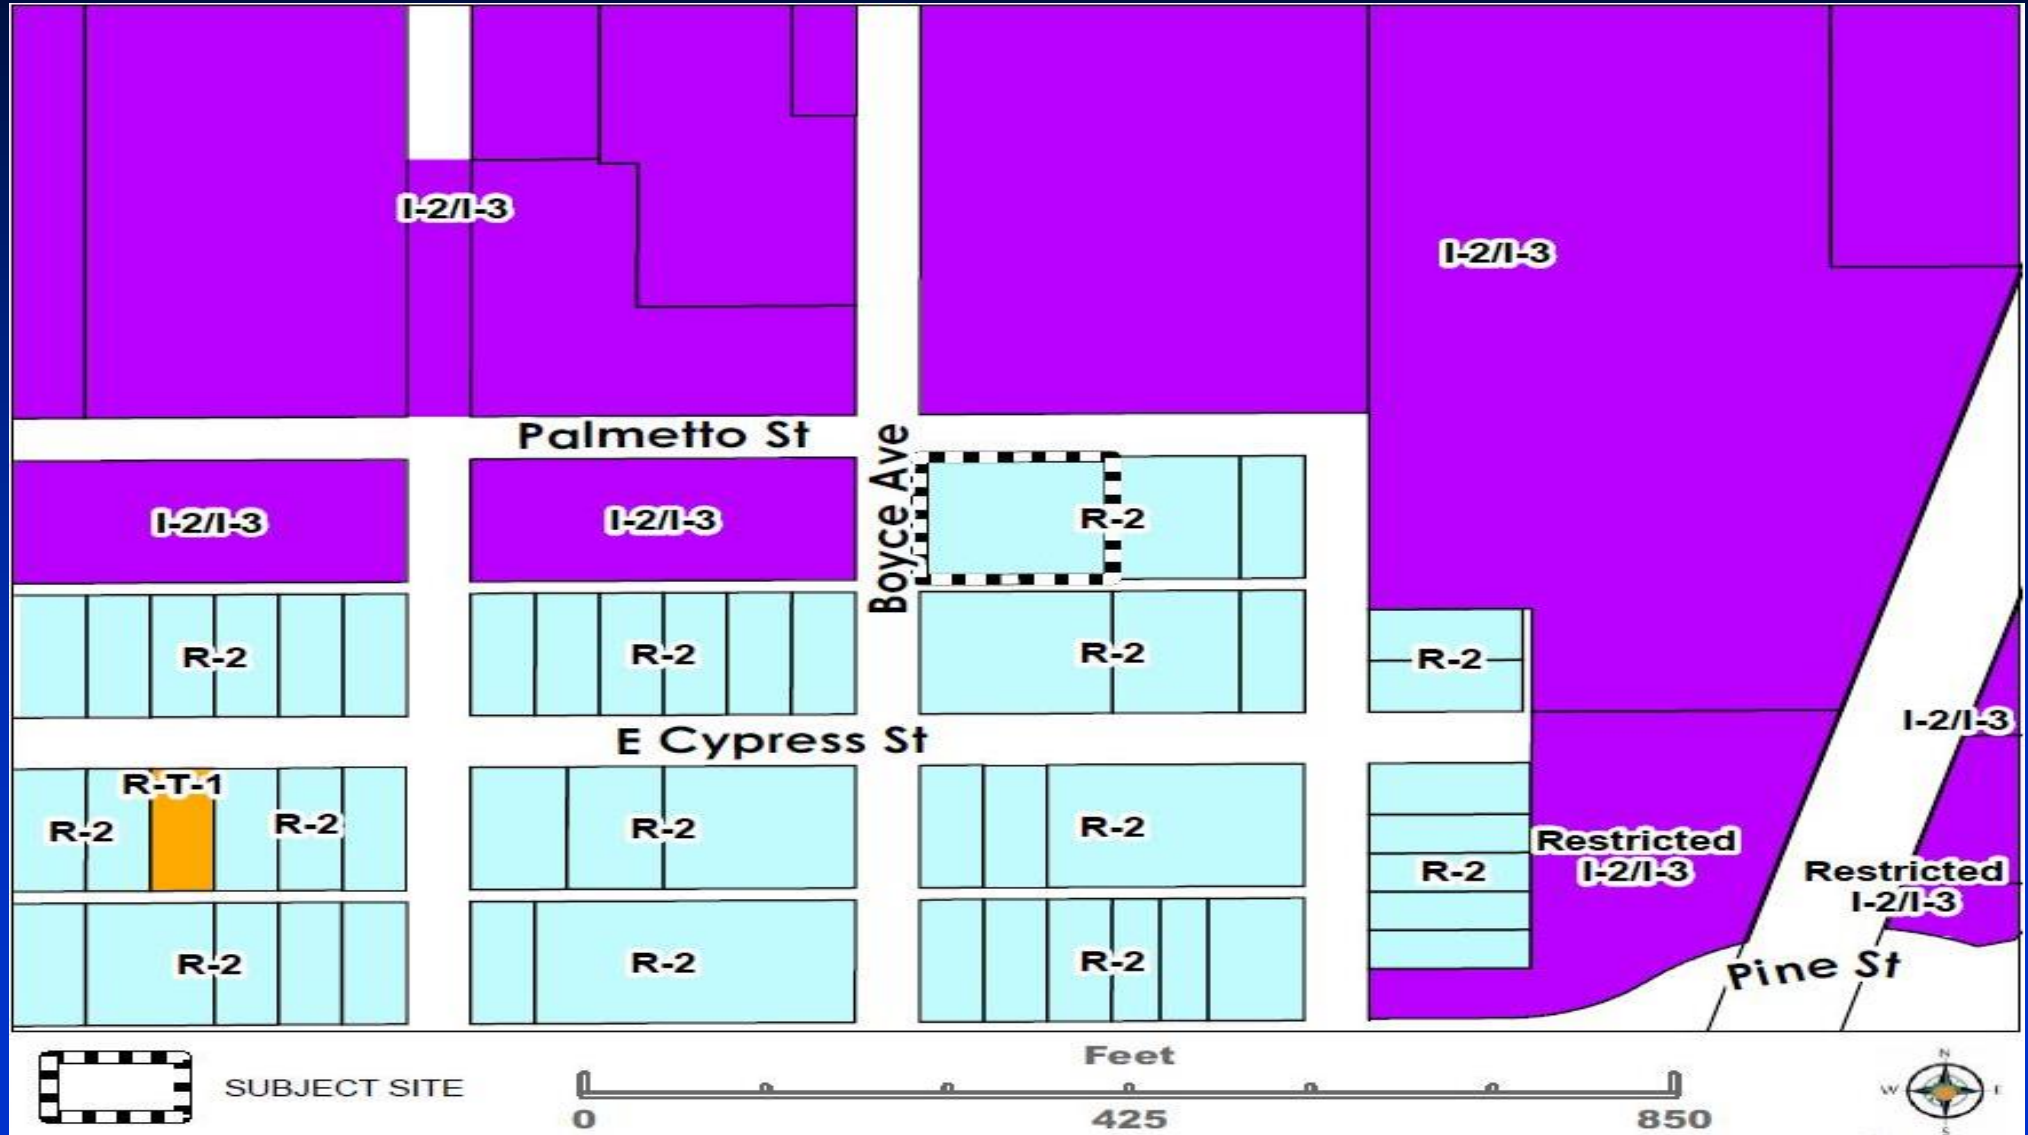 I-2/I-3
I-2/I-3
Palmetto St
Boyce Ave
I-2/I-3
I-2/I-3
R-2
R-2
R-2
R-2
R-2
I-2/I-3
E Cypress St
R-T-1
R-2
R-2
R-2
R-2
R-2
Restricted
I-2/I-3
Restricted
I-2/I-3
R-2
R-2
R-2
Pine St
SUBJECT SITE
Feet
0
425
850
N
W
E
S